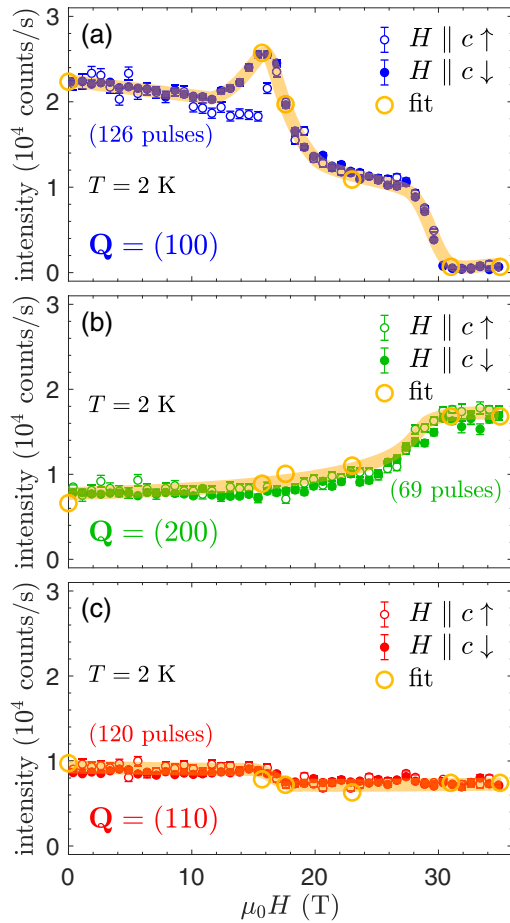 (a)
H ∥ c ↑
H ∥ c ↓
fit
(126 pulses)
T = 2 K
Q = (100)
intensity (10⁴ counts/s)
3
2
1
0
(b)
H ∥ c ↑
H ∥ c ↓
fit
T = 2 K
(69 pulses)
Q = (200)
intensity (10⁴ counts/s)
3
2
1
0
(c)
H ∥ c ↑
H ∥ c ↓
fit
T = 2 K
(120 pulses)
Q = (110)
intensity (10⁴ counts/s)
3
2
1
0
0 10 20 30
μ₀H (T)